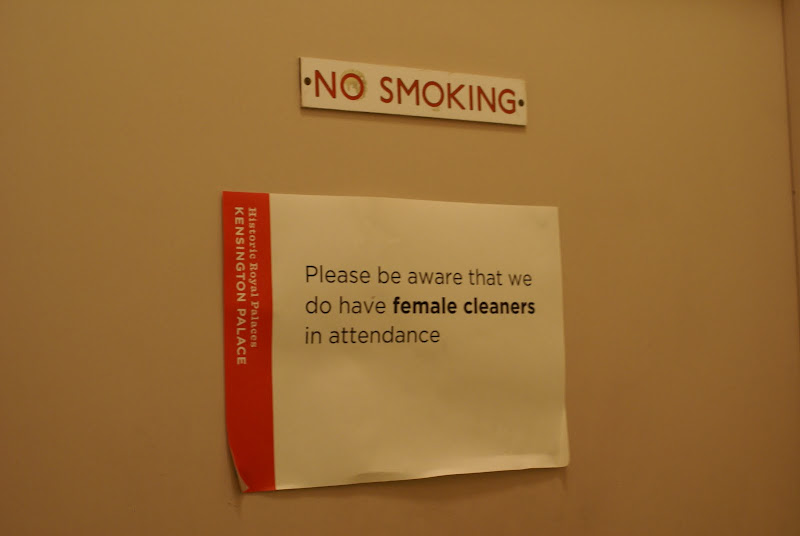 NO SMOKING
Historic Royal Palaces
KENSINGTON PALACE
Please be aware that we
do have female cleaners
in attendance